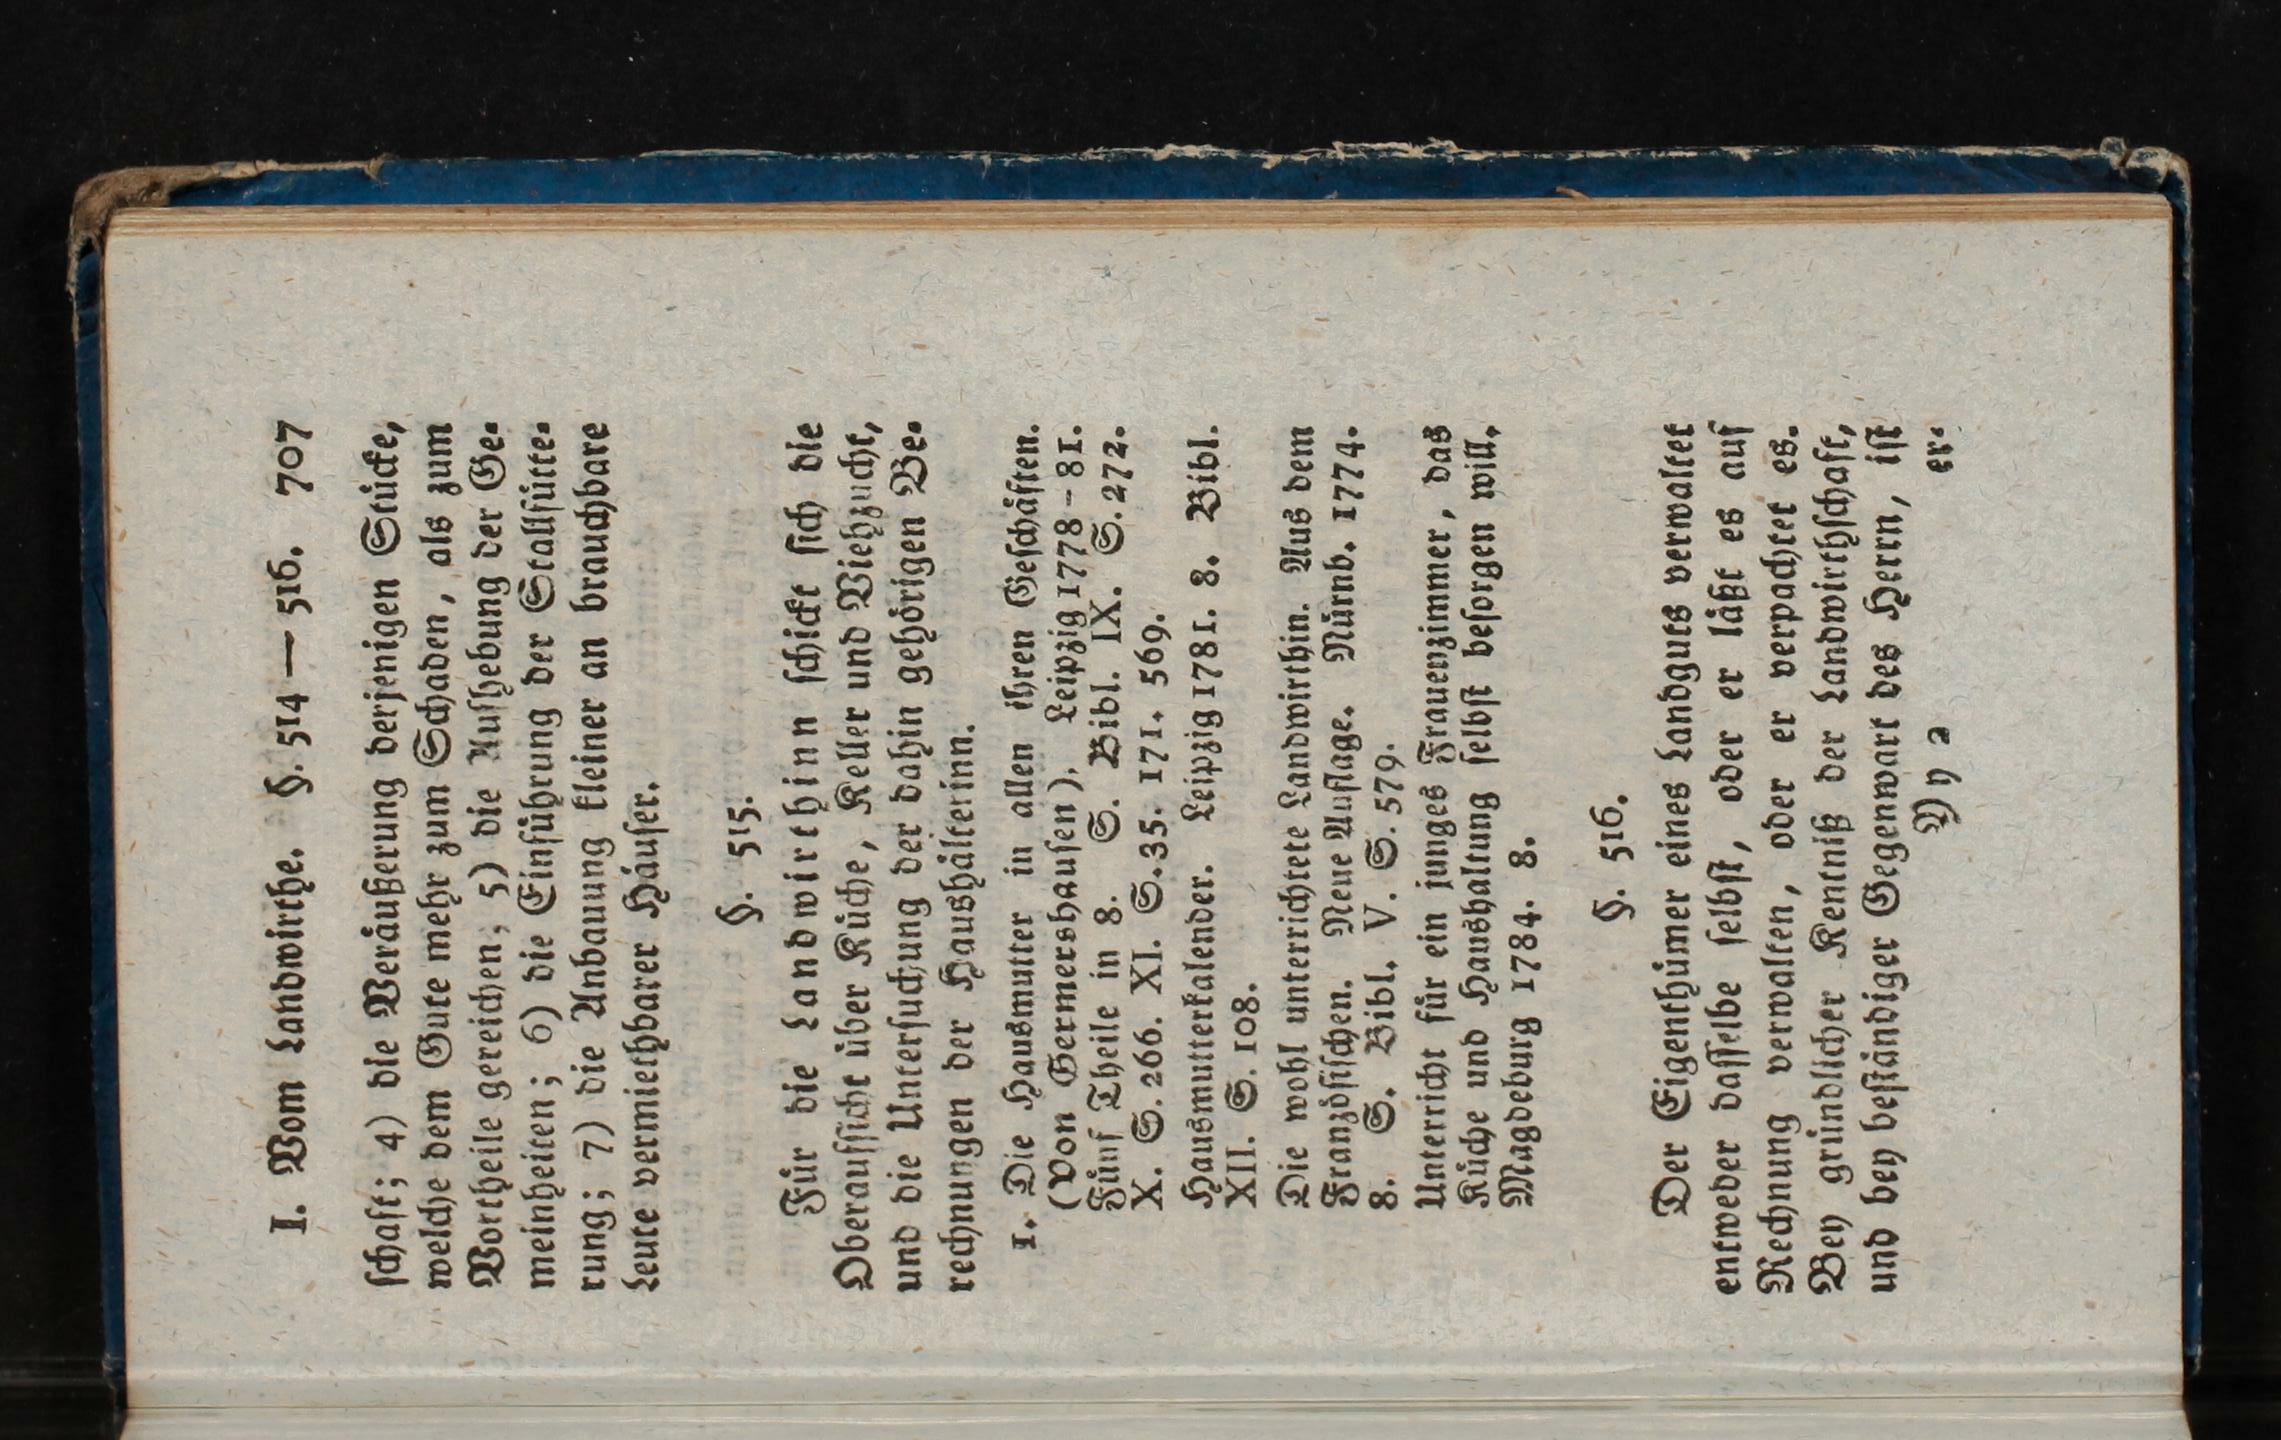 I. Vom Landwirthe. §. 514—516. 707
ſchaft; 4) die Veräußerung derjenigen Stücke,
welche dem Gute mehr zum Schaden, als zum
Vortheile gereichen; 5) die Aufhebung der Ge-
meinheiten; 6) die Einführung der Stallfütte-
rung; 7) die Anbauung kleiner an brauchbare
Leute vermiethbarer Häuſer.
§. 515.
Für die Landwirthinn ſchickt ſich die
Oberaufſicht über Küche, Keller und Viehzucht,
und die Unterſuchung der dahin gehörigen Be-
rechnungen der Haushälterinn.
1. Die Hausmutter in allen ihren Geſchäften.
(Von Germershauſen). Leipzig 1778-81.
Fünf Theile in 8. S. Bibl. IX. S. 272.
X. S. 266. XI. S. 35. 171. 569.
Hausmutterkalender. Leipzig 1781. 8. Bibl.
XII. S. 108.
Die wohl unterrichtete Landwirthin. Aus dem
Franzöſiſchen. Neue Auflage. Nürnb. 1774.
8. S. Bibl. V. S. 579.
Unterricht für ein junges Frauenzimmer, das
Küche und Haushaltung ſelbſt beſorgen will.
Magdeburg 1784. 8.
§. 516.
Der Eigenthümer eines Landguts verwaltet
entweder daſſelbe ſelbſt, oder er läßt es auf
Rechnung verwalten, oder er verpachtet es.
Bey gründlicher Kentniß der Landwirthſchaft,
und bey beſtändiger Gegenwart des Herrn, iſt
Yy 2 er-